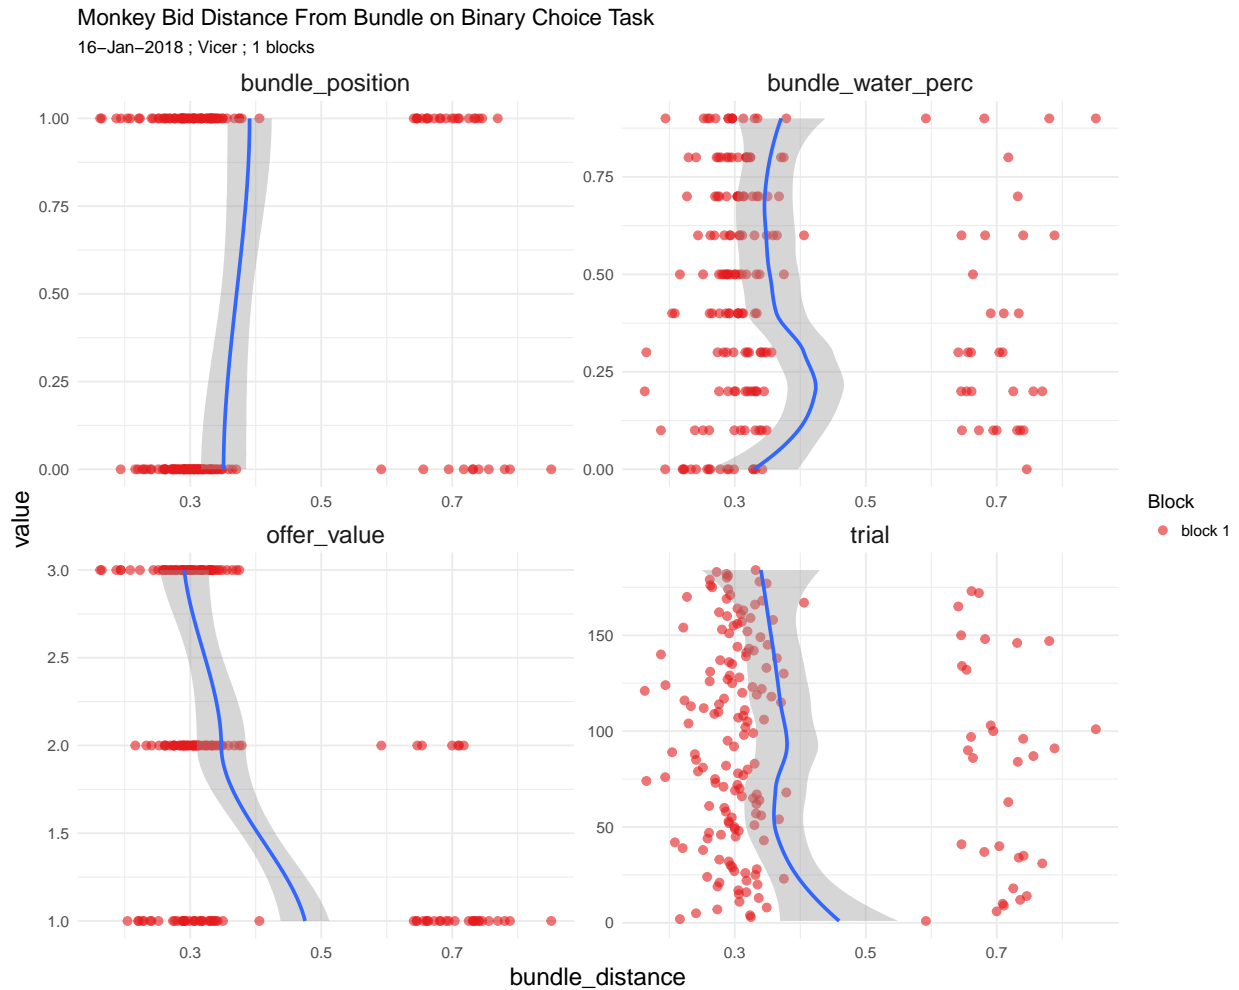 Monkey Bid Distance From Bundle on Binary Choice Task
16−Jan−2018 ; Vicer ; 1 blocks
bundle_position
bundle_water_perc
1.00
0.75
0.50
0.25
0.00
0.75
0.50
0.25
0.00
0.3 0.5 0.7
0.3 0.5 0.7
offer_value
trial
3.0
2.5
2.0
1.5
1.0
150
100
50
0
0.3 0.5 0.7
0.3 0.5 0.7
value
bundle_distance
Block
block 1